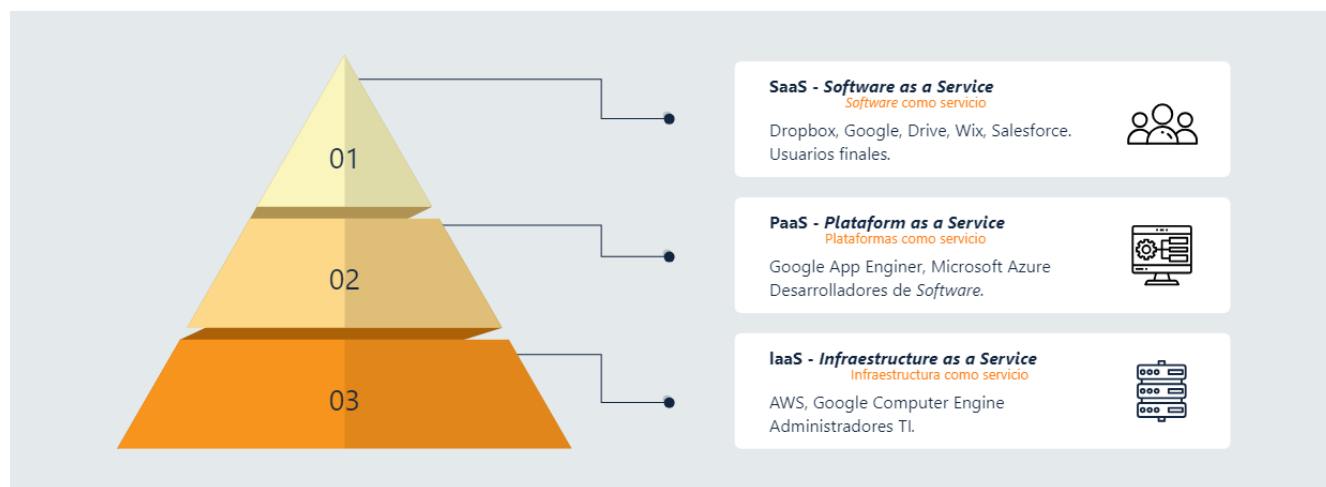 01
SaaS - Software as a Service
Software como servicio
Dropbox, Google, Drive, Wix, Salesforce.
Usuarios finales.
02
PaaS - Plataform as a Service
Plataformas como servicio
Google App Enginer, Microsoft Azure
Desarrolladores de Software.
03
IaaS - Infraestructure as a Service
Infraestructura como servicio
AWS, Google Computer Engine
Administradores TI.